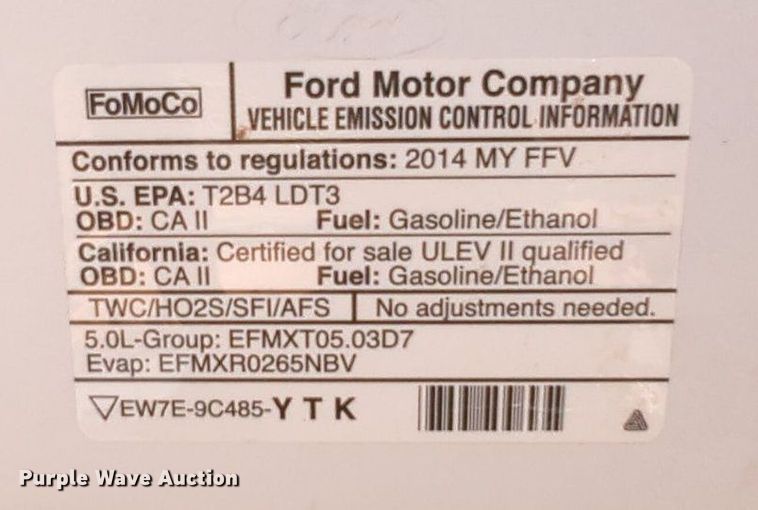 FoMoCo
Ford Motor Company
VEHICLE EMISSION CONTROL INFORMATION
Conforms to regulations: 2014 MY FFV
U.S. EPA: T2B4 LDT3
OBD: CA II Fuel: Gasoline/Ethanol
California: Certified for sale ULEV II qualified
OBD: CA II Fuel: Gasoline/Ethanol
TWC/HO2S/SFI/AFS No adjustments needed.
5.0L-Group: EFMXT05.03D7
Evap: EFMXR0265NBV
EW7E-9C485-Y T K
Purple Wave Auction